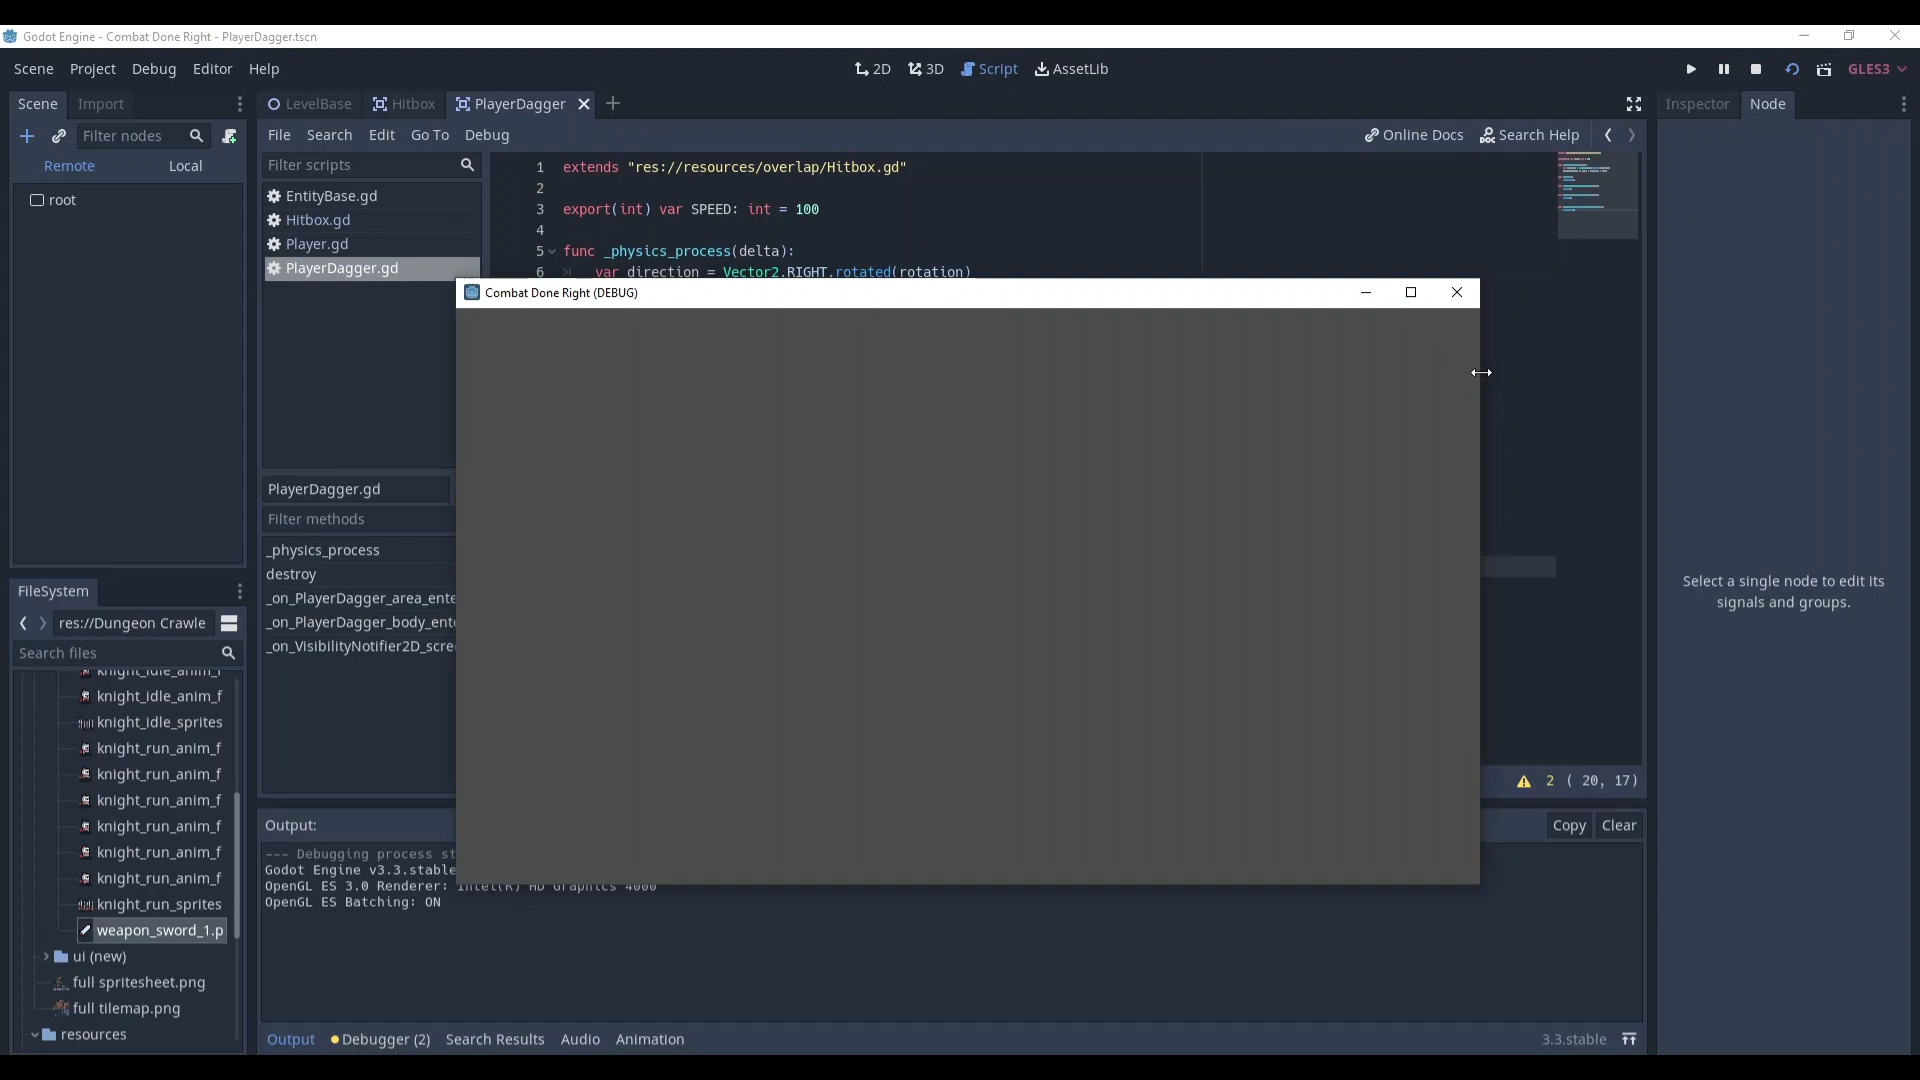 Godot Engine - Combat Done Right - PlayerDagger.tscn
Scene Project Debug Editor Help
2D 3D Script AssetLib
GLES3
Scene Import
LevelBase Hitbox PlayerDagger
Inspector Node
Filter nodes
File Search Edit Go To Debug
Online Docs Search Help
Remote Local
Filter scripts
root
EntityBase.gd
Hitbox.gd
Player.gd
PlayerDagger.gd
1 extends "res://resources/overlap/Hitbox.gd"
2
3 export(int) var SPEED: int = 100
4
5 func _physics_process(delta):
6 var direction = Vector2.RIGHT.rotated(rotation)
Combat Done Right (DEBUG)
PlayerDagger.gd
Filter methods
_physics_process
destroy
_on_PlayerDagger_area_ente
_on_PlayerDagger_body_ente
_on_VisibilityNotifier2D_scree
Select a single node to edit its
signals and groups.
FileSystem
res://Dungeon Crawle
Search files
knight_idle_anim_f
knight_idle_anim_f
knight_idle_sprites
knight_run_anim_f
knight_run_anim_f
knight_run_anim_f
knight_run_anim_f
knight_run_anim_f
knight_run_anim_f
knight_run_sprites
weapon_sword_1.p
ui (new)
full spritesheet.png
full tilemap.png
resources
2 ( 20, 17)
Output:
Copy Clear
--- Debugging process st
Godot Engine v3.3.stable
OpenGL ES 3.0 Renderer: Intel(R) HD Graphics 4000
OpenGL ES Batching: ON
Output Debugger (2) Search Results Audio Animation
3.3.stable